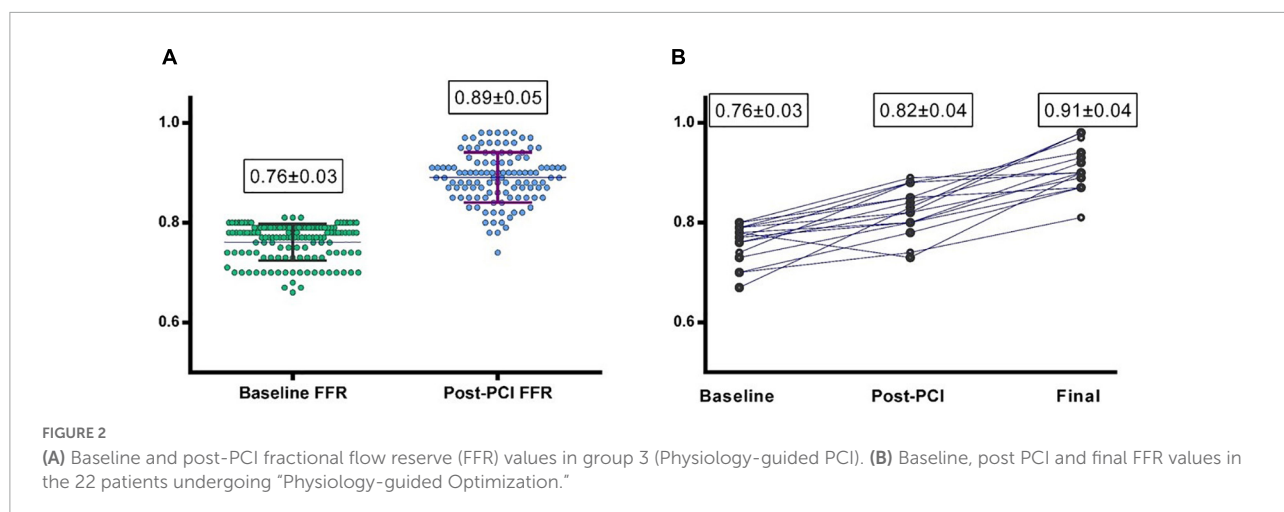 A
0.76±0.03
0.89±0.05
1.0
0.8
0.6
Baseline FFR
Post-PCI FFR
B
0.76±0.03
0.82±0.04
0.91±0.04
1.0
0.8
0.6
Baseline
Post-PCI
Final
FIGURE 2
(A) Baseline and post-PCI fractional flow reserve (FFR) values in group 3 (Physiology-guided PCI). (B) Baseline, post PCI and final FFR values in
the 22 patients undergoing “Physiology-guided Optimization.”